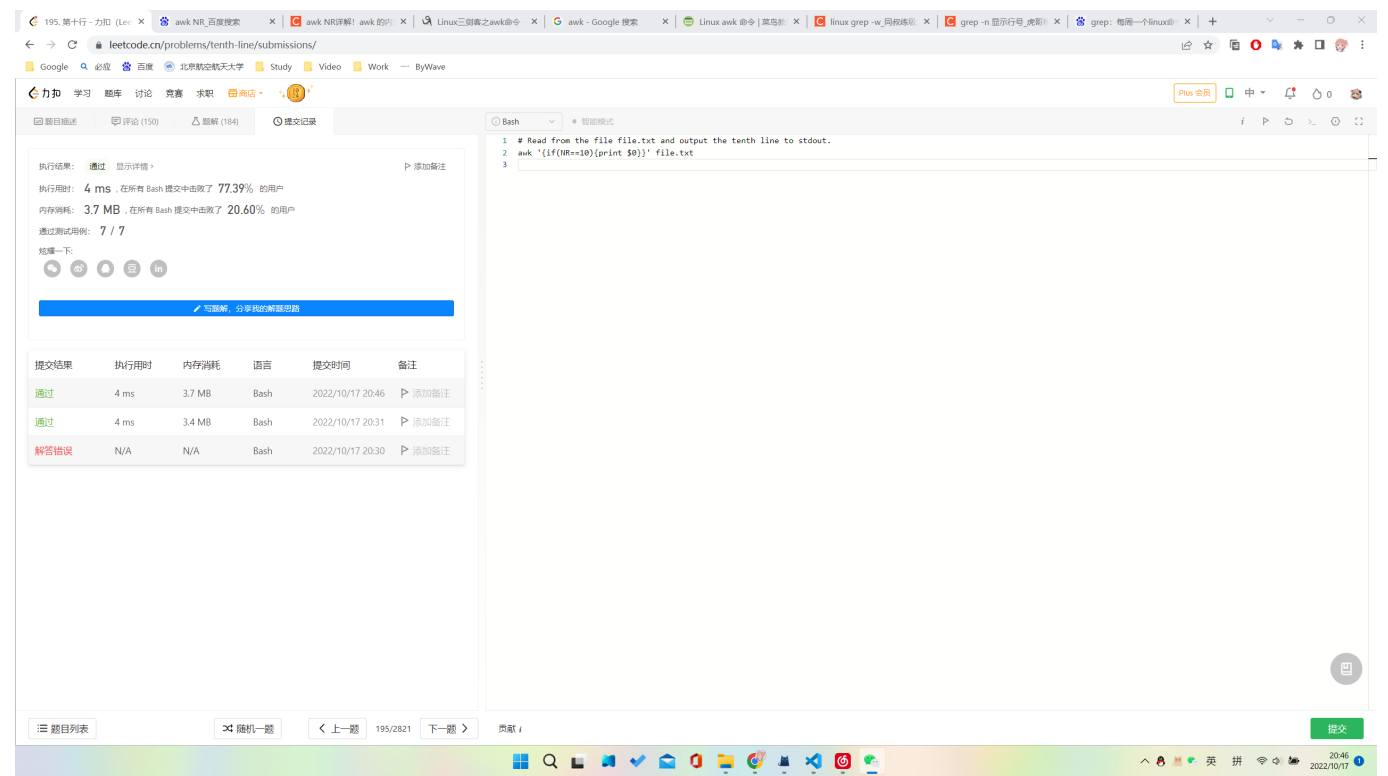 195. 第十行 - 力扣 (Lee
awk NR_百度搜索
awk NR详解！awk 的内
Linux三剑客之awk命令
awk - Google 搜索
Linux awk 命令 | 菜鸟教
linux grep -w_同叔练级
grep -n 显示行号_虎哥
grep：每周一个linux命
leetcode.cn/problems/tenth-line/submissions/
Google 必应 百度 北京航空航天大学 Study Video Work ByWave
力扣 学习 题库 讨论 竞赛 求职 商店
Plus 会员 中 0
题目描述 评论 (150) 题解 (184) 提交记录
Bash 智能模式
执行结果： 通过 显示详情 › 添加备注
执行用时： 4 ms , 在所有 Bash 提交中击败了 77.39% 的用户
内存消耗： 3.7 MB , 在所有 Bash 提交中击败了 20.60% 的用户
通过测试用例： 7 / 7
炫耀一下:
豆 in
写题解，分享我的解题思路
提交结果 执行用时 内存消耗 语言 提交时间 备注
通过 4 ms 3.7 MB Bash 2022/10/17 20:46 添加备注
通过 4 ms 3.4 MB Bash 2022/10/17 20:31 添加备注
解答错误 N/A N/A Bash 2022/10/17 20:30 添加备注
1 # Read from the file file.txt and output the tenth line to stdout.
2 awk '{if(NR==10){print $0}}' file.txt
3
题目列表 随机一题 上一题 195/2821 下一题
贡献 i
提交
英 拼 20:46
2022/10/17 1